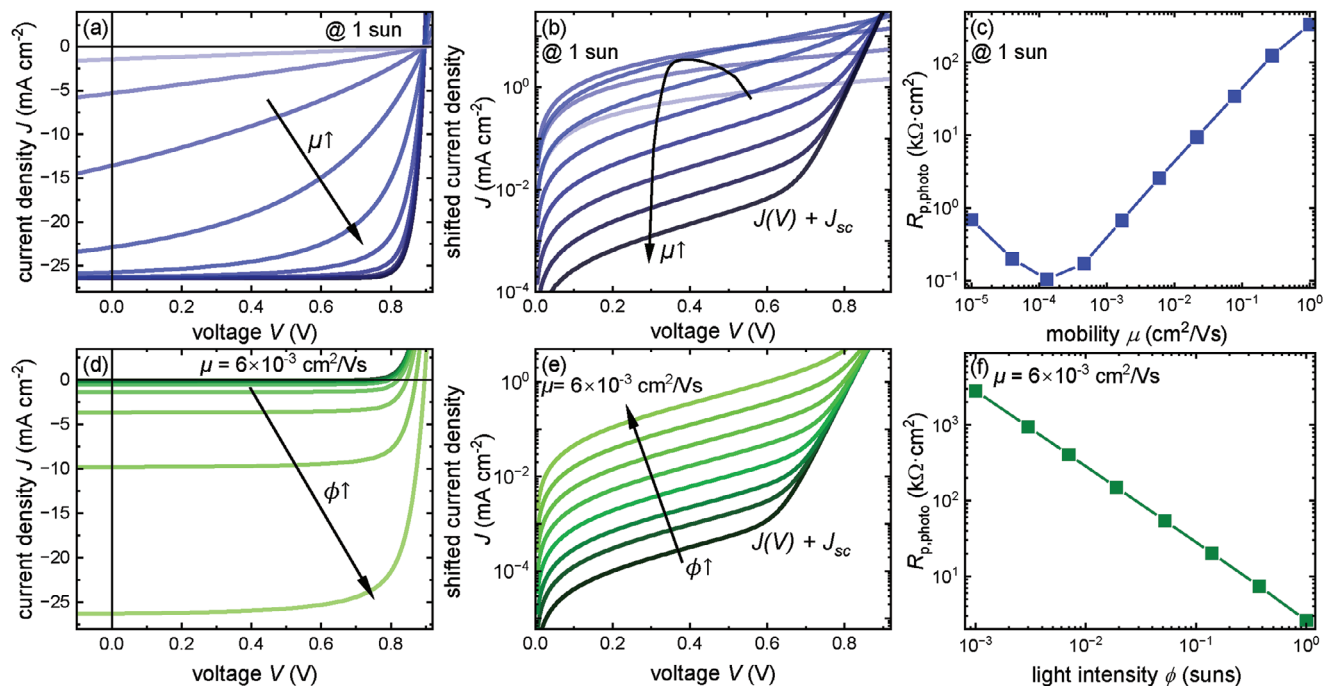 (a)
@ 1 sun
μ↑
0
−5
−10
−15
−20
−25
0.0
0.2
0.4
0.6
0.8
current density J (mA cm⁻²)
voltage V (V)
(b)
@ 1 sun
J(V) + Jsc
μ↑
10⁰
10⁻²
10⁻⁴
0.0
0.2
0.4
0.6
0.8
shifted current density
J (mA cm⁻²)
voltage V (V)
(c)
@ 1 sun
10²
10¹
10⁰
10⁻¹
10⁻⁵
10⁻⁴
10⁻³
10⁻²
10⁻¹
10⁰
Rp,photo (kΩ·cm²)
mobility μ (cm²/Vs)
(d)
μ = 6×10⁻³ cm²/Vs
ϕ↑
0
−5
−10
−15
−20
−25
0.0
0.2
0.4
0.6
0.8
current density J (mA cm⁻²)
voltage V (V)
(e)
μ= 6×10⁻³ cm²/Vs
J(V) + Jsc
ϕ↑
10⁰
10⁻²
10⁻⁴
0.0
0.2
0.4
0.6
0.8
shifted current density
J (mA cm⁻²)
voltage V (V)
(f)
μ = 6×10⁻³ cm²/Vs
10³
10²
10¹
10⁻³
10⁻²
10⁻¹
10⁰
Rp,photo (kΩ·cm²)
light intensity ϕ (suns)